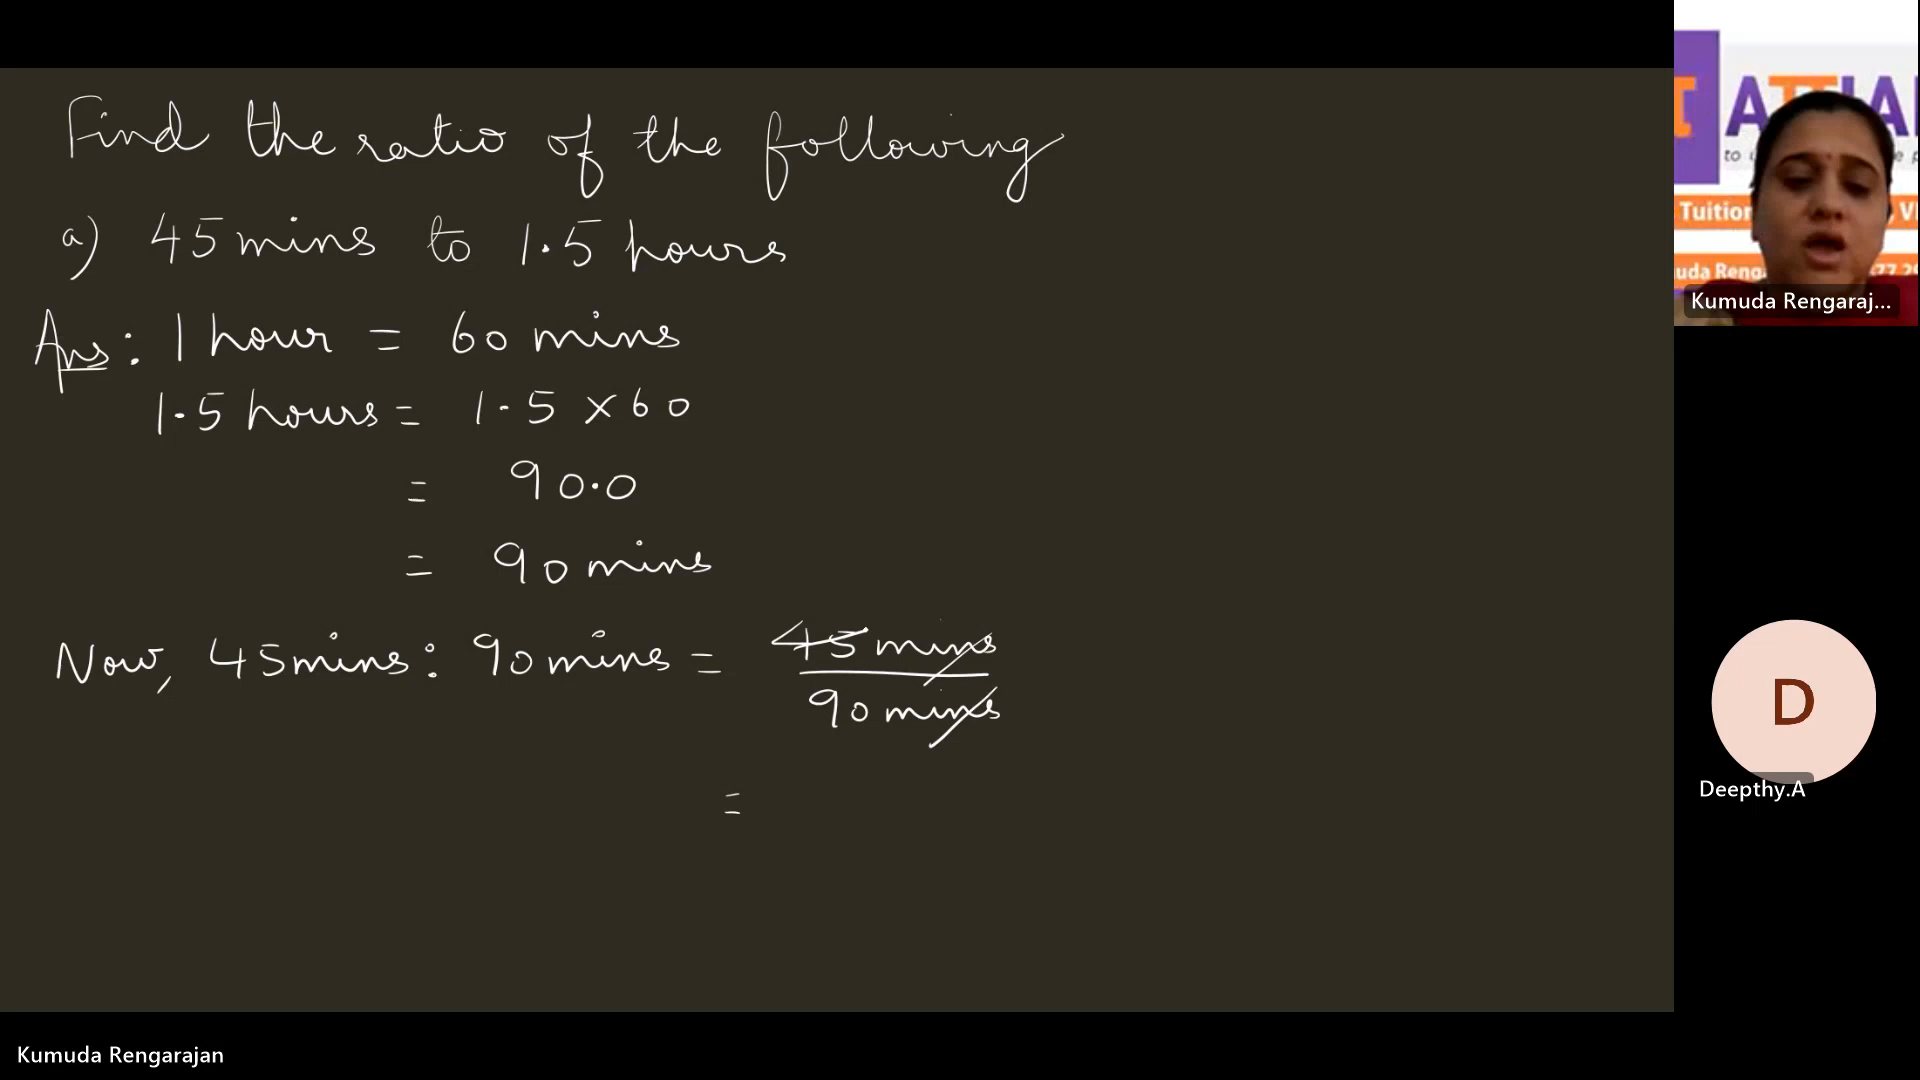 Find the ratio of the following
a) 45 mins to 1.5 hours
Ans: 1 hour = 60 mins
1.5 hours = 1.5 × 60
= 90.0
= 90 mins
Now, 45 mins : 90 mins = 45 mins
90 mins
=
to
Tuition
Kumuda Rengaraj...
D
Deepthy.A
Kumuda Rengarajan